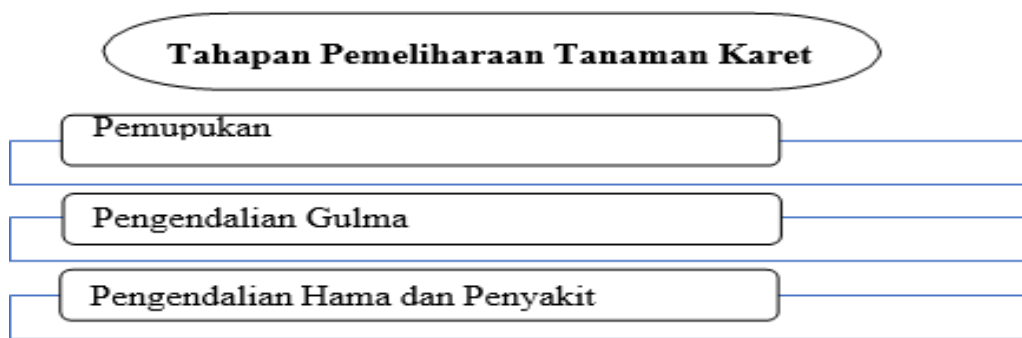 Tahapan Pemeliharaan Tanaman Karet
Pemupukan
Pengendalian Gulma
Pengendalian Hama dan Penyakit